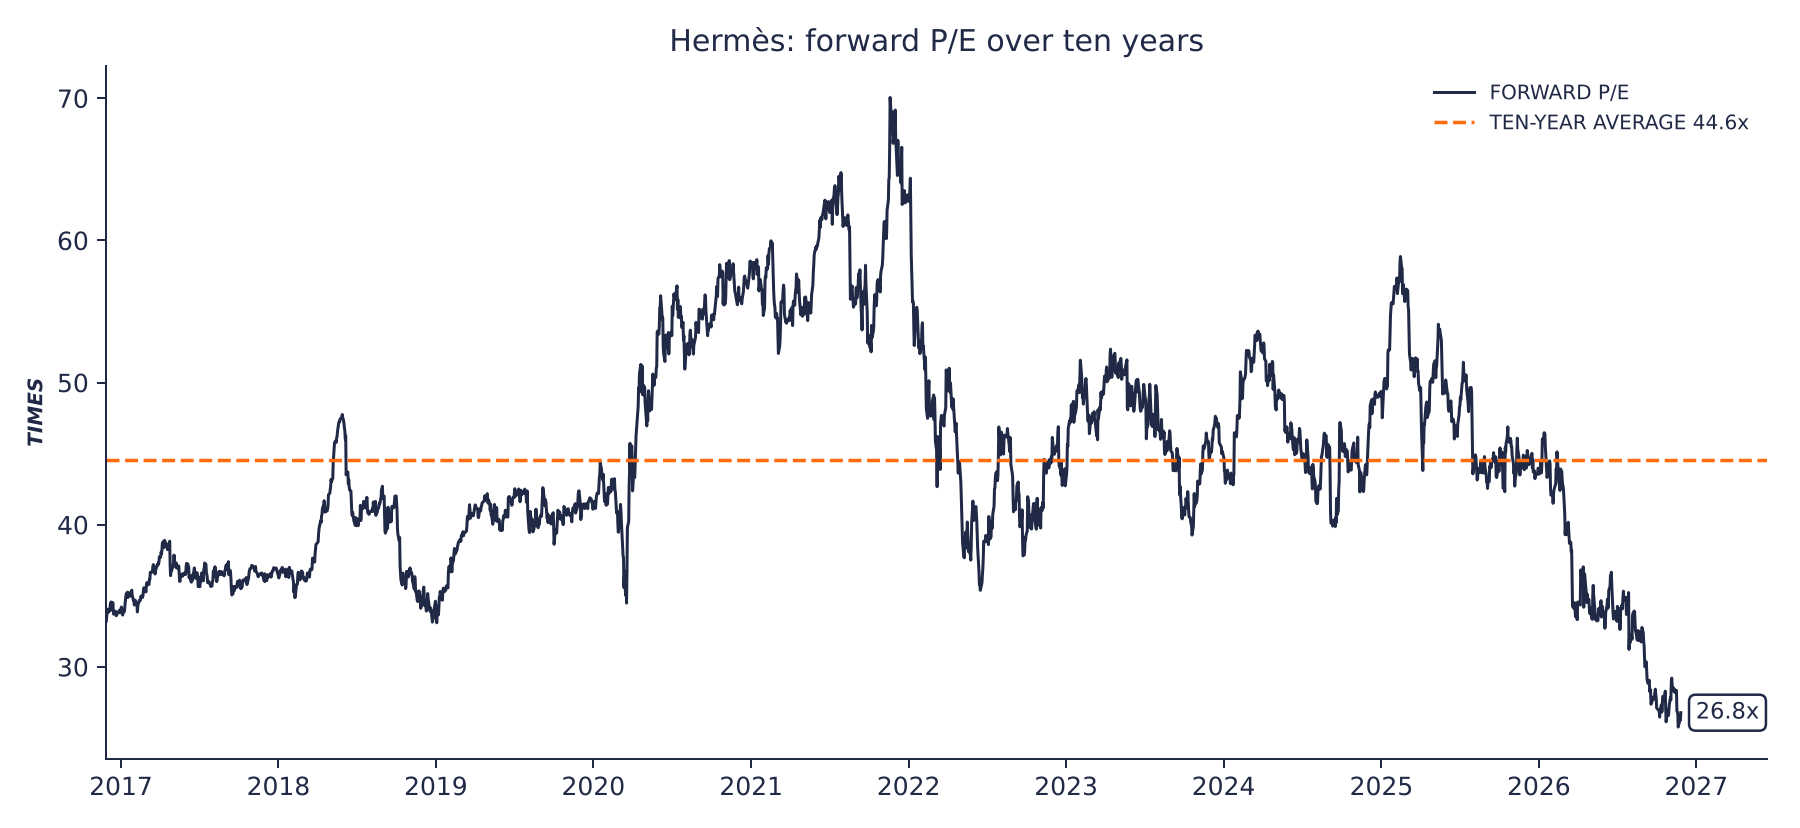 Hermès: forward P/E over ten years
FORWARD P/E
TEN-YEAR AVERAGE 44.6x
TIMES
70
60
50
40
30
26.8x
2017 2018 2019 2020 2021 2022 2023 2024 2025 2026 2027